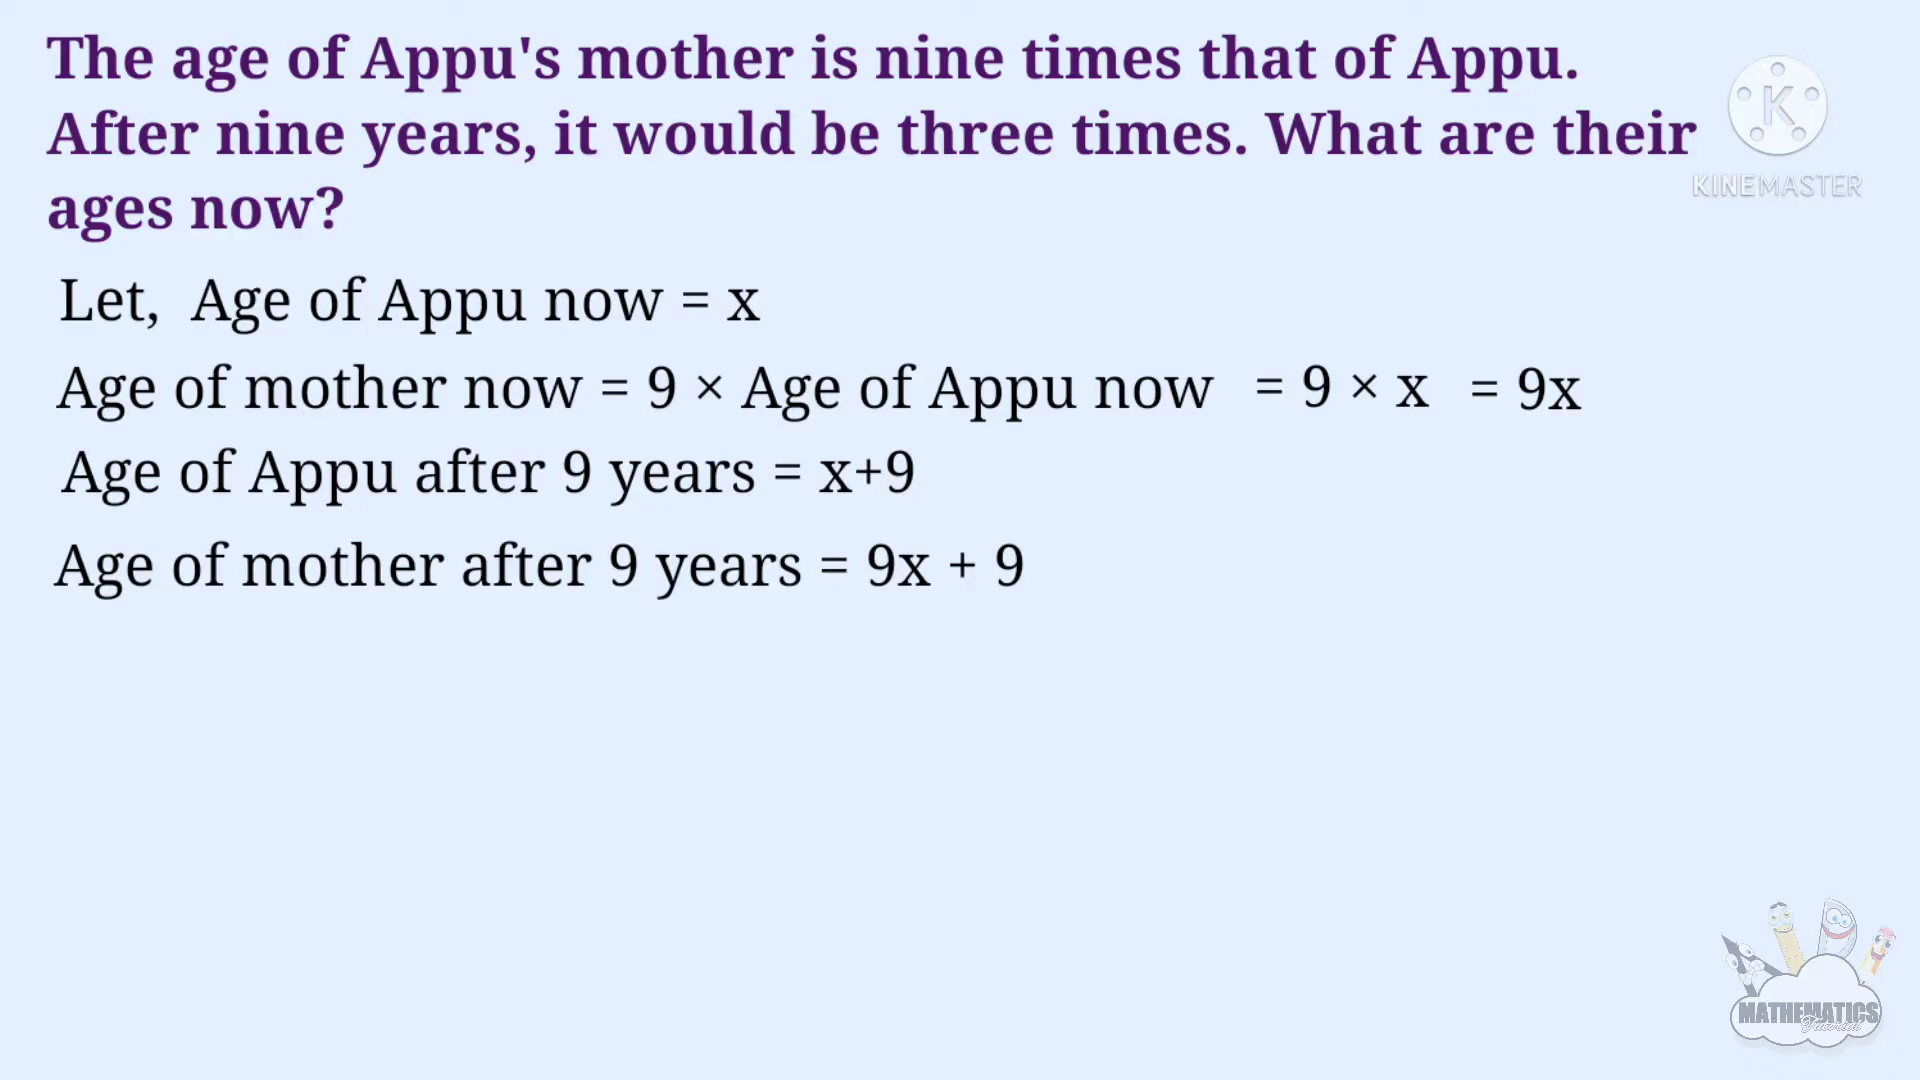 The age of Appu's mother is nine times that of Appu.
After nine years, it would be three times. What are their
ages now?
KINEMASTER
Let, Age of Appu now = x
Age of mother now = 9 × Age of Appu now = 9 × x = 9x
Age of Appu after 9 years = x+9
Age of mother after 9 years = 9x + 9
MATHEMATICS
Tutorial